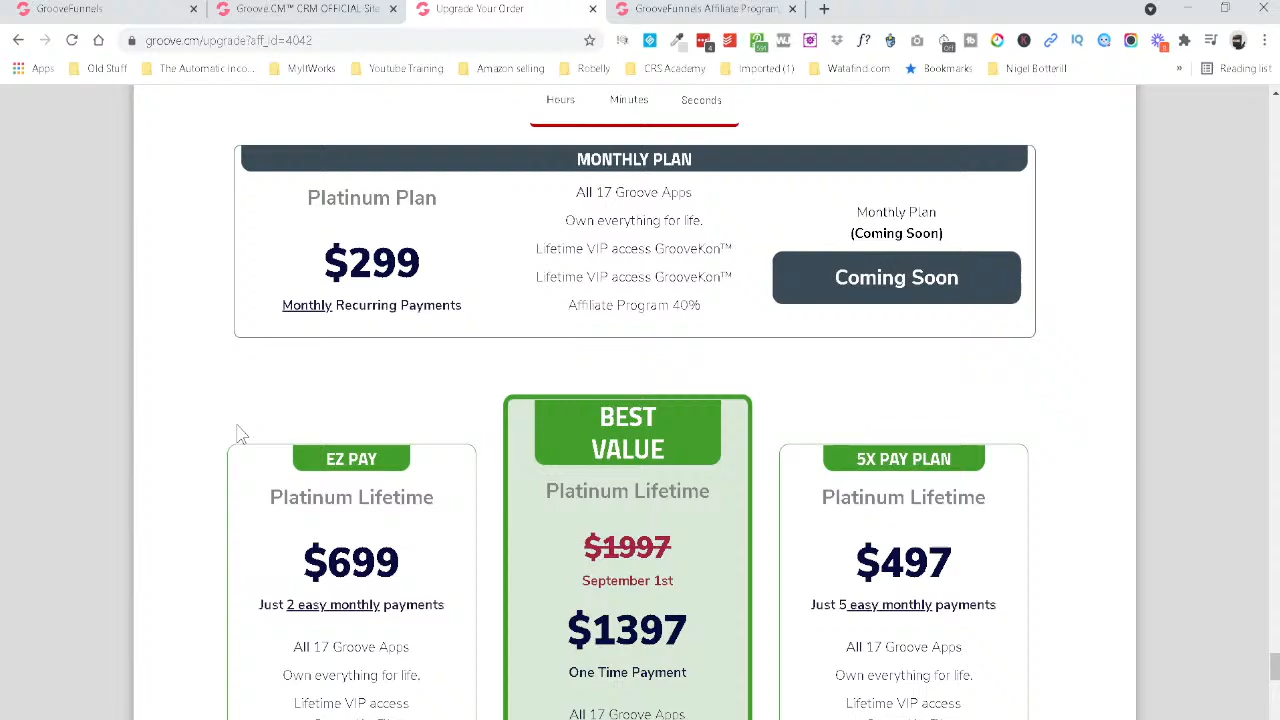 GrooveFunnels
Groove.CM™ CRM OFFICIAL Site
Upgrade Your Order
GrooveFunnels Affiliate Program,
groove.cm/upgrade?aff_id=4042
Apps
Old Stuff
The Automatic Inco...
MyItWorks
Youtube Training
Amazon selling
Robelly
CRS Academy
Imported (1)
Watafind.com
Bookmarks
Nigel Botterill
»
Reading list
Hours Minutes Seconds
MONTHLY PLAN
Platinum Plan
$299
Monthly Recurring Payments
All 17 Groove Apps
Own everything for life.
Lifetime VIP access GrooveKon™
Lifetime VIP access GrooveKon™
Affiliate Program 40%
Monthly Plan
(Coming Soon)
Coming Soon
EZ PAY
Platinum Lifetime
$699
Just 2 easy monthly payments
All 17 Groove Apps
Own everything for life.
Lifetime VIP access
BEST
VALUE
Platinum Lifetime
$1997
September 1st
$1397
One Time Payment
All 17 Groove Apps
5X PAY PLAN
Platinum Lifetime
$497
Just 5 easy monthly payments
All 17 Groove Apps
Own everything for life.
Lifetime VIP access